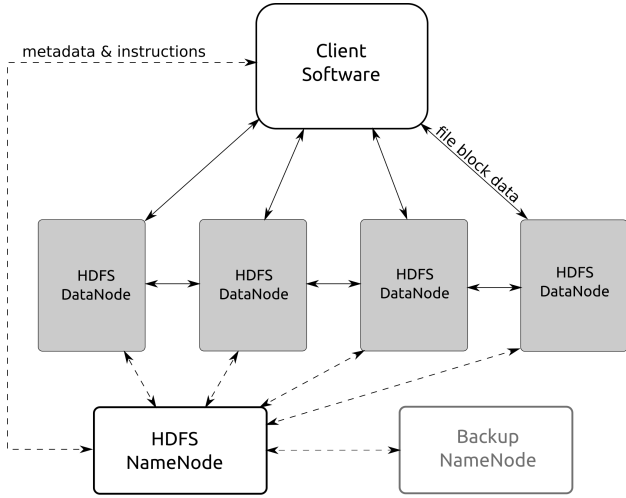 Client
Software
metadata & instructions
file block data
HDFS
DataNode
HDFS
DataNode
HDFS
DataNode
HDFS
DataNode
HDFS
NameNode
Backup
NameNode